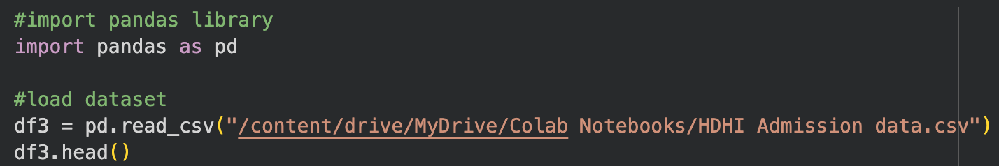 #import pandas library
import pandas as pd
#load dataset
df3 = pd.read_csv("/content/drive/MyDrive/Colab Notebooks/HDHI Admission data.csv")
df3.head()